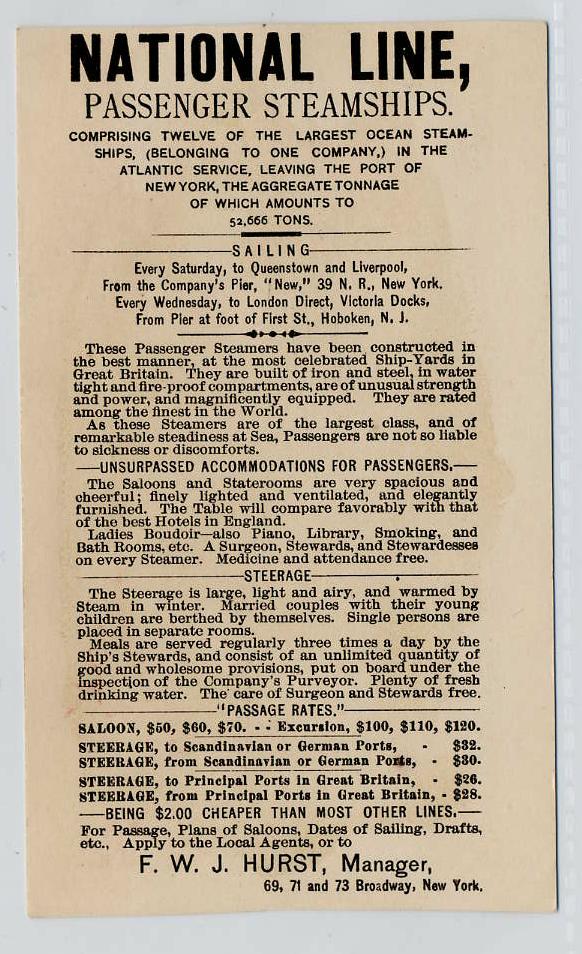 NATIONAL LINE,
PASSENGER STEAMSHIPS.
COMPRISING TWELVE OF THE LARGEST OCEAN STEAM-
SHIPS, (BELONGING TO ONE COMPANY,) IN THE
ATLANTIC SERVICE, LEAVING THE PORT OF
NEW YORK, THE AGGREGATE TONNAGE
OF WHICH AMOUNTS TO
52,666 TONS.
SAILING
Every Saturday, to Queenstown and Liverpool,
From the Company's Pier, "New," 39 N. R., New York.
Every Wednesday, to London Direct, Victoria Docks,
From Pier at foot of First St., Hoboken, N. J.
These Passenger Steamers have been constructed in
the best manner, at the most celebrated Ship-Yards in
Great Britain. They are built of iron and steel, in water
tight and fire-proof compartments, are of unusual strength
and power, and magnificently equipped. They are rated
among the finest in the World.
As these Steamers are of the largest class, and of
remarkable steadiness at Sea, Passengers are not so liable
to sickness or discomforts.
—UNSURPASSED ACCOMMODATIONS FOR PASSENGERS.—
The Saloons and Staterooms are very spacious and
cheerful; finely lighted and ventilated, and elegantly
furnished. The Table will compare favorably with that
of the best Hotels in England.
Ladies Boudoir—also Piano, Library, Smoking, and
Bath Rooms, etc. A Surgeon, Stewards, and Stewardesses
on every Steamer. Medicine and attendance free.
STEERAGE
The Steerage is large, light and airy, and warmed by
Steam in winter. Married couples with their young
children are berthed by themselves. Single persons are
placed in separate rooms.
Meals are served regularly three times a day by the
Ship's Stewards, and consist of an unlimited quantity of
good and wholesome provisions, put on board under the
inspection of the Company's Purveyor. Plenty of fresh
drinking water. The care of Surgeon and Stewards free.
"PASSAGE RATES."
SALOON, $50, $60, $70. - - Excursion, $100, $110, $120.
STEERAGE, to Scandinavian or German Ports, - $32.
STEERAGE, from Scandinavian or German Ports, - $30.
STEERAGE, to Principal Ports in Great Britain, - $26.
STEERAGE, from Principal Ports in Great Britain, - $28.
—BEING $2.00 CHEAPER THAN MOST OTHER LINES.—
For Passage, Plans of Saloons, Dates of Sailing, Drafts,
etc., Apply to the Local Agents, or to
F. W. J. HURST, Manager,
69, 71 and 73 Broadway, New York.